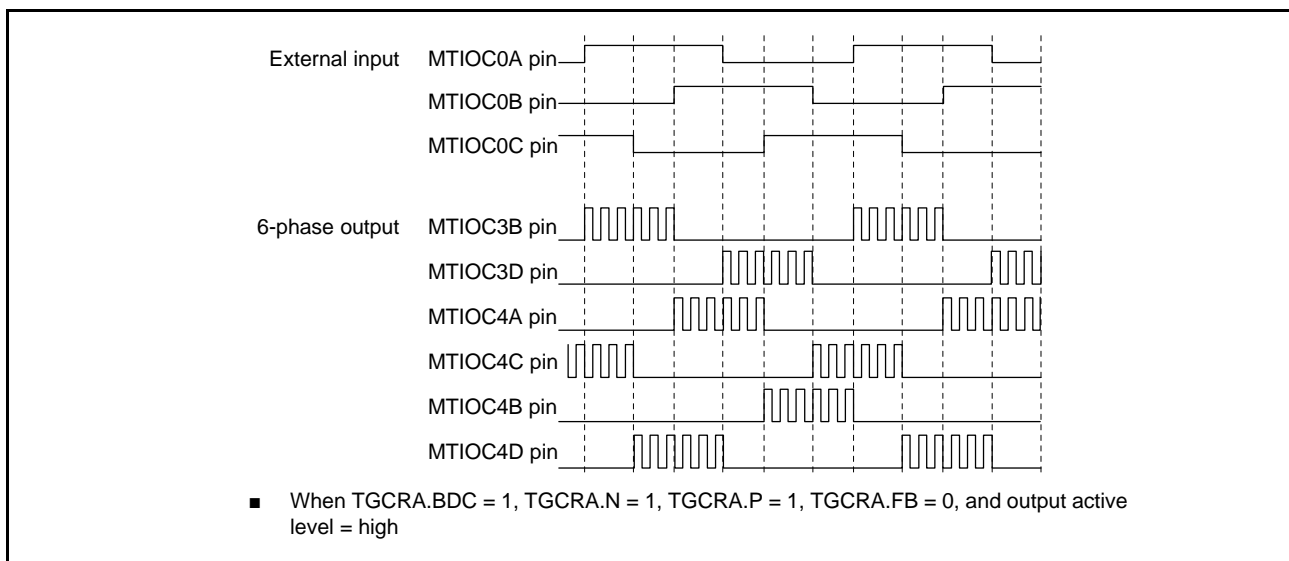 External input MTIOC0A pin
MTIOC0B pin
MTIOC0C pin
6-phase output MTIOC3B pin
MTIOC3D pin
MTIOC4A pin
MTIOC4C pin
MTIOC4B pin
MTIOC4D pin
■ When TGCRA.BDC = 1, TGCRA.N = 1, TGCRA.P = 1, TGCRA.FB = 0, and output active
level = high